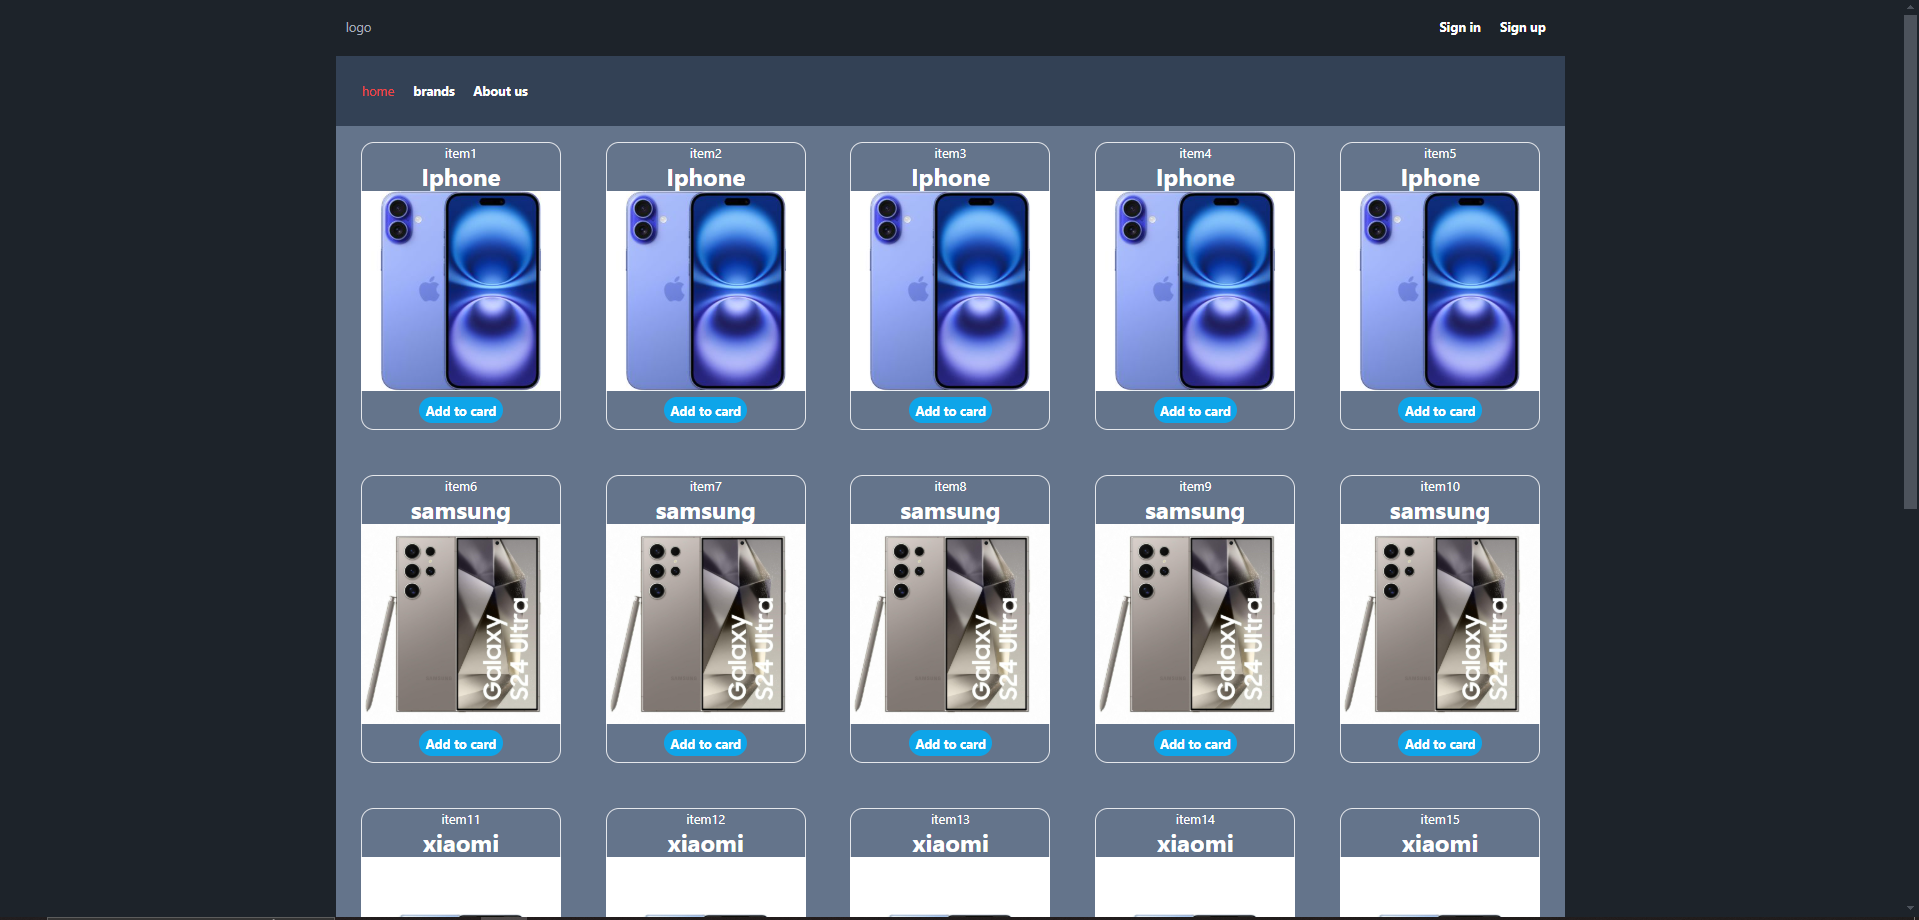 logo
Sign in Sign up
home brands About us
item1 item2 item3 item4 item5
Iphone Iphone Iphone Iphone Iphone
Add to card Add to card Add to card Add to card Add to card
item6 item7 item8 item9 item10
samsung samsung samsung samsung samsung
Galaxy S24 Ultra Galaxy S24 Ultra Galaxy S24 Ultra Galaxy S24 Ultra Galaxy S24 Ultra
Add to card Add to card Add to card Add to card Add to card
item11 item12 item13 item14 item15
xiaomi xiaomi xiaomi xiaomi xiaomi